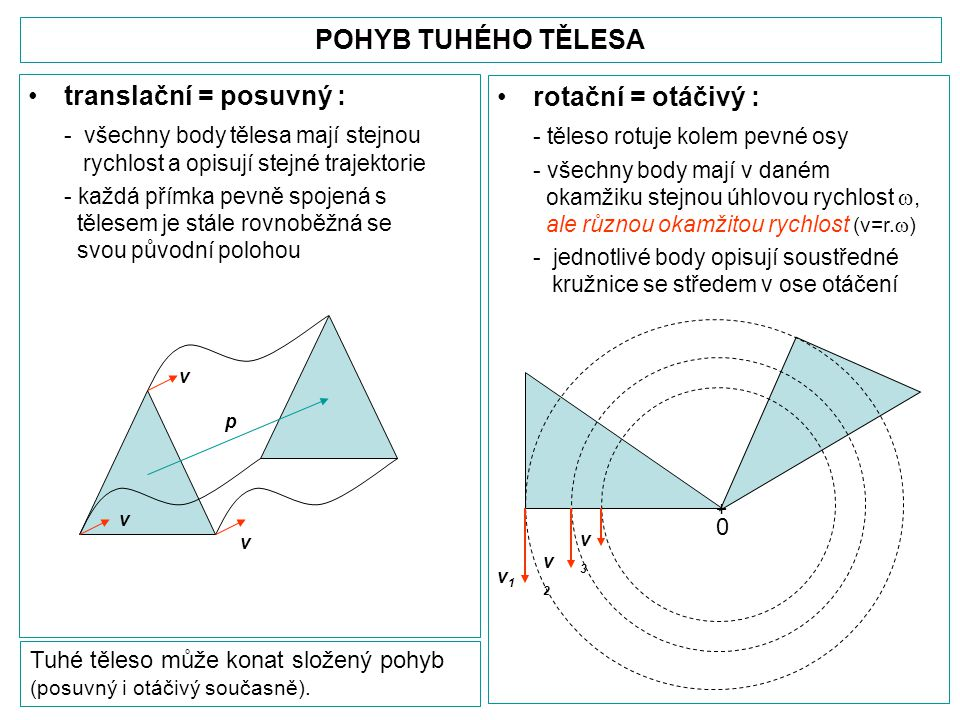 POHYB TUHÉHO TĚLESA
• translační = posuvný :
- všechny body tělesa mají stejnou
rychlost a opisují stejné trajektorie
- každá přímka pevně spojená s
tělesem je stále rovnoběžná se
svou původní polohou
v
p
v
v
Tuhé těleso může konat složený pohyb
(posuvný i otáčivý současně).
• rotační = otáčivý :
- těleso rotuje kolem pevné osy
- všechny body mají v daném
okamžiku stejnou úhlovou rychlost ω,
ale různou okamžitou rychlost (v=r.ω)
- jednotlivé body opisují soustředné
kružnice se středem v ose otáčení
0
v
3
v
2
v1